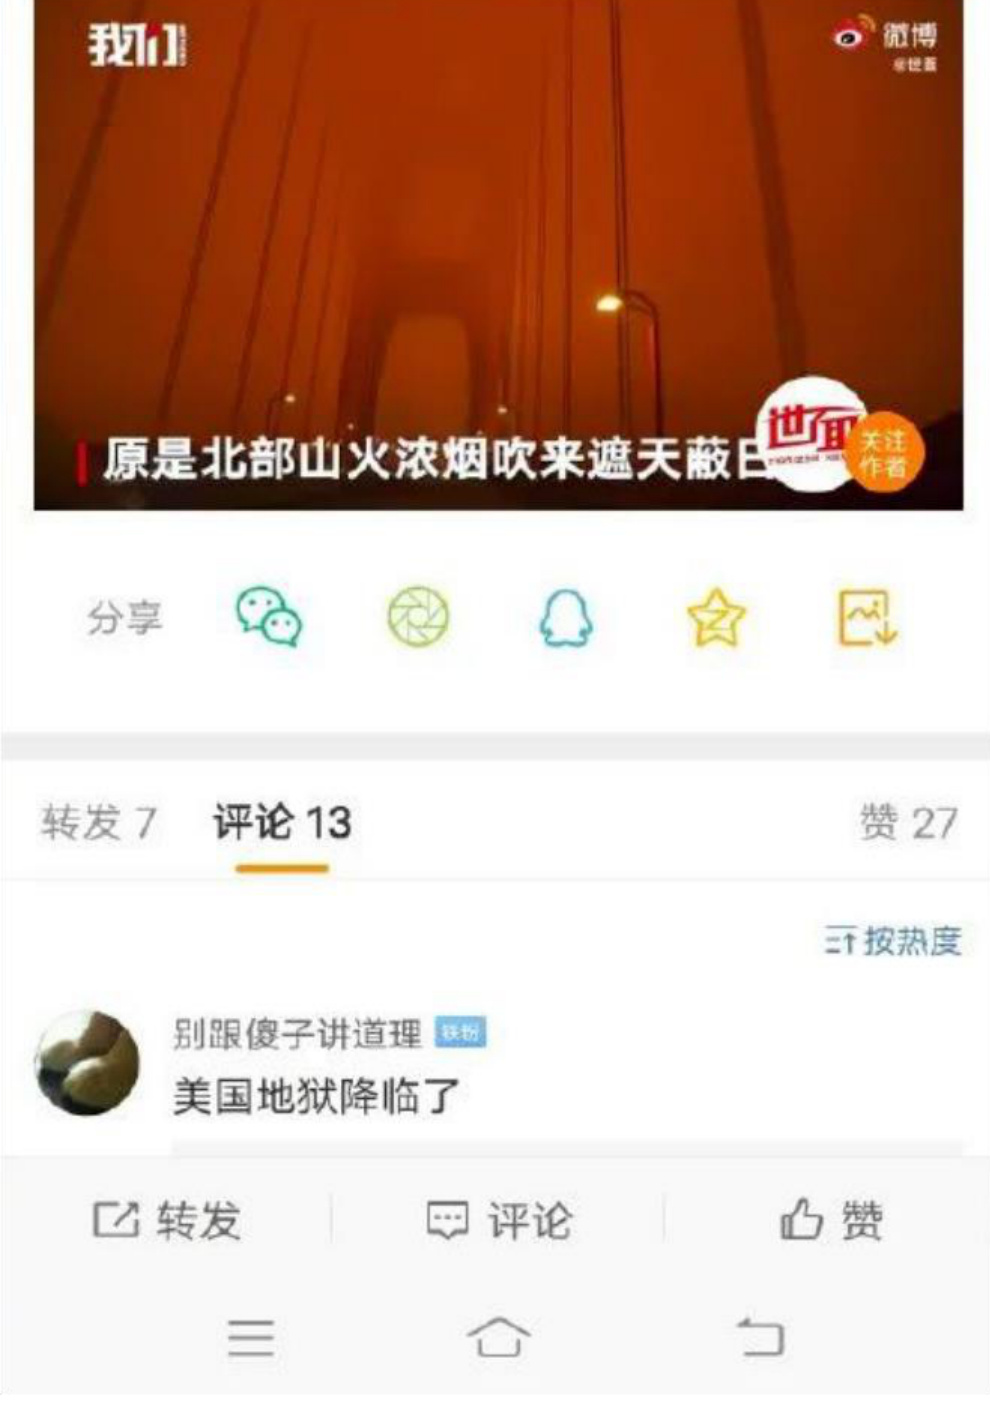 我们
微博
@世面
原是北部山火浓烟吹来遮天蔽日
世面
关注
作者
分享
转发 7
评论 13
赞 27
按热度
别跟傻子讲道理 铁粉
美国地狱降临了
转发
评论
赞